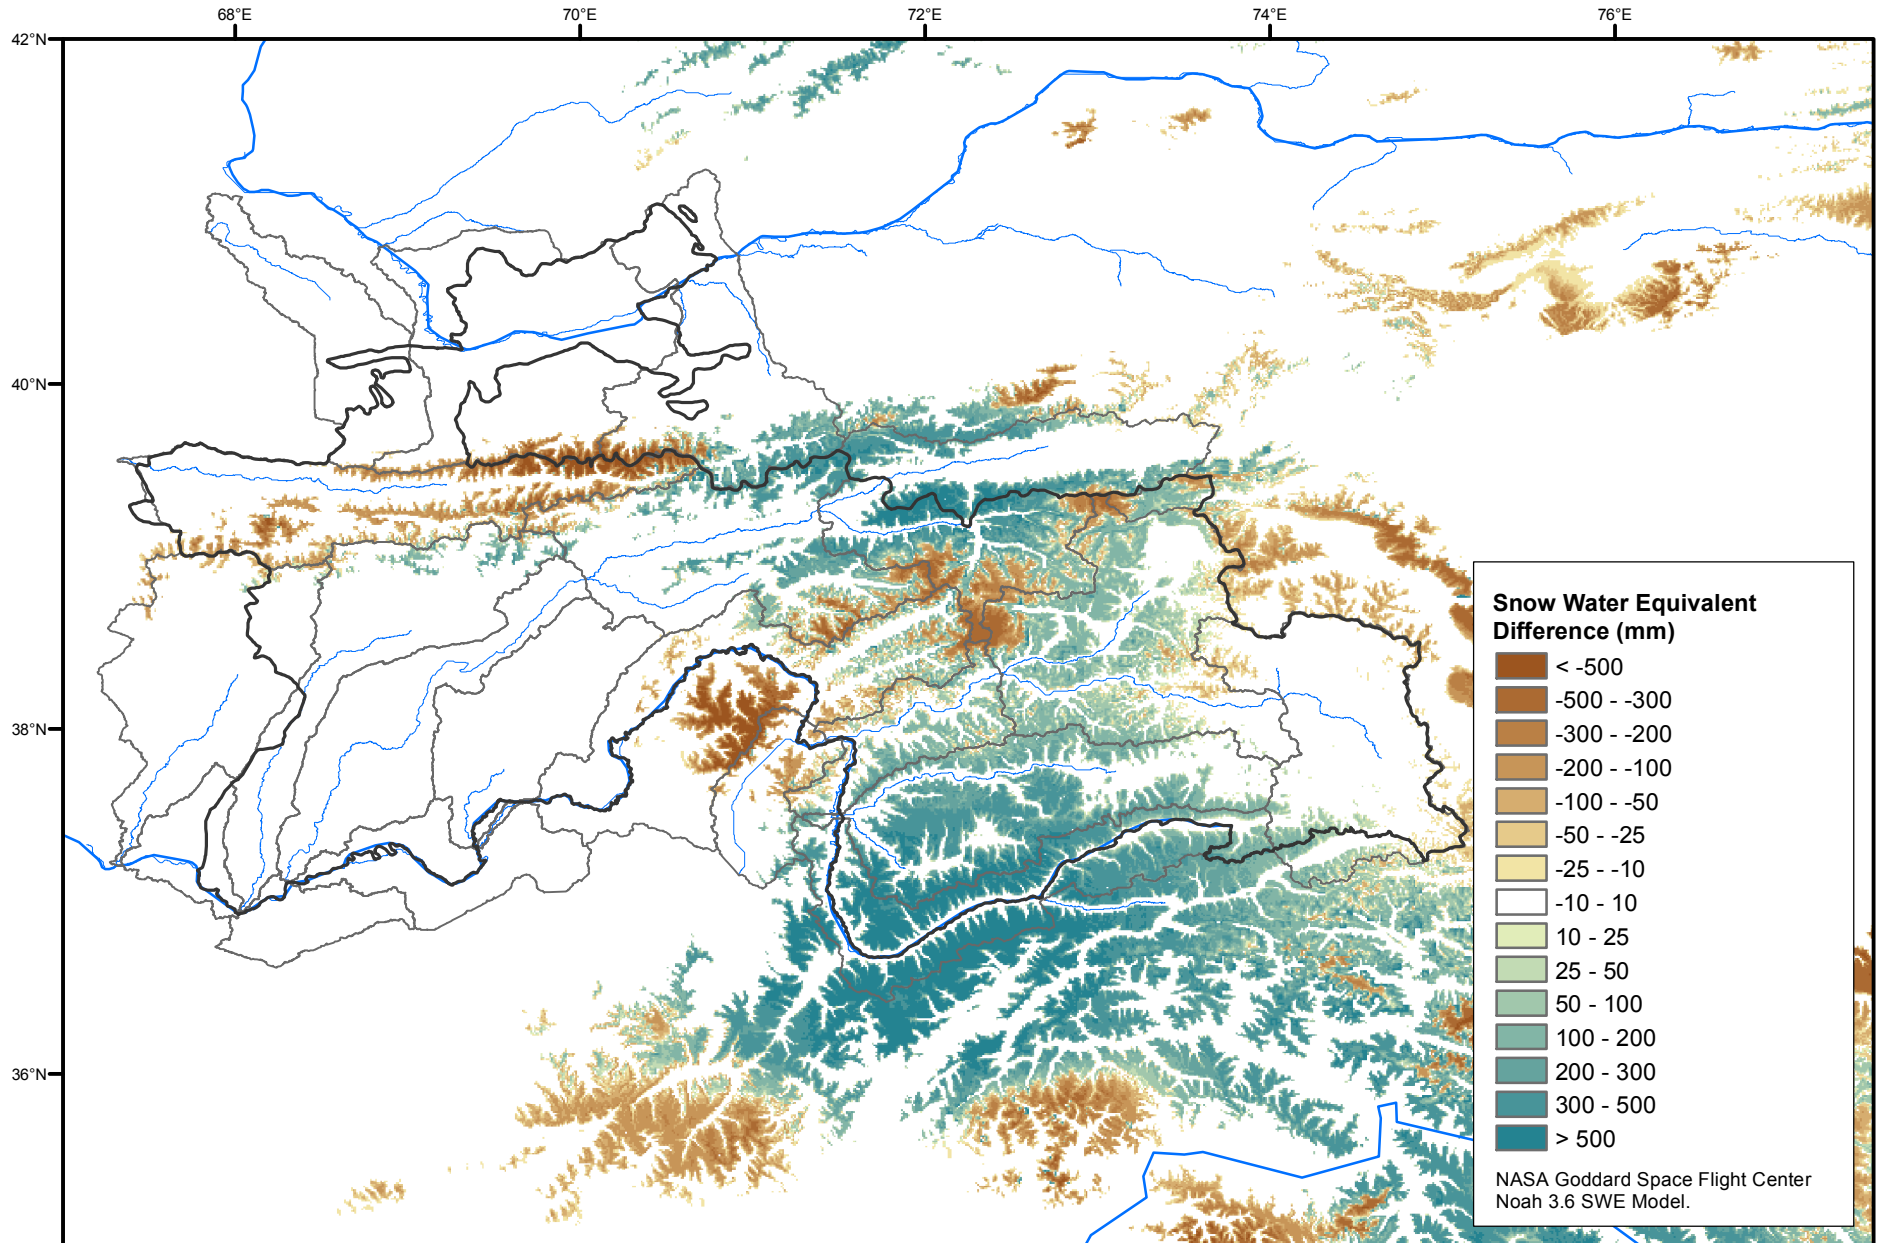 68°E 70°E 72°E 74°E 76°E
42°N
40°N
38°N
36°N
Snow Water Equivalent
Difference (mm)
< -500
-500 - -300
-300 - -200
-200 - -100
-100 - -50
-50 - -25
-25 - -10
-10 - 10
10 - 25
25 - 50
50 - 100
100 - 200
200 - 300
300 - 500
> 500
NASA Goddard Space Flight Center
Noah 3.6 SWE Model.